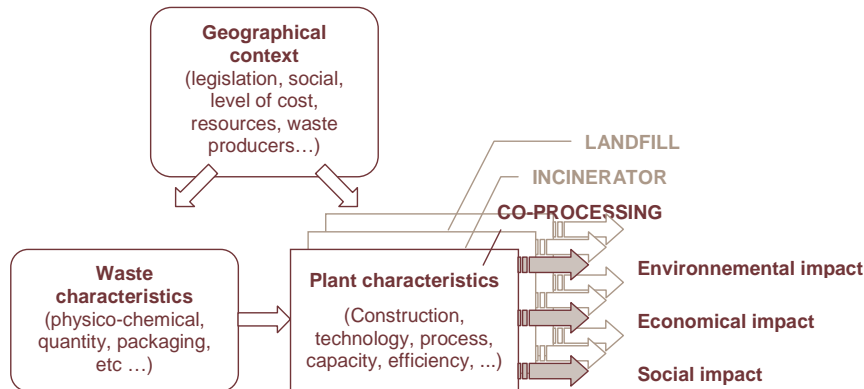 Geographical
context
(legislation, social,
level of cost,
resources, waste
producers…)
LANDFILL
INCINERATOR
CO-PROCESSING
Waste
characteristics
(physico-chemical,
quantity, packaging,
etc …)
Plant characteristics
(Construction,
technology, process,
capacity, efficiency, ...)
Environnemental impact
Economical impact
Social impact